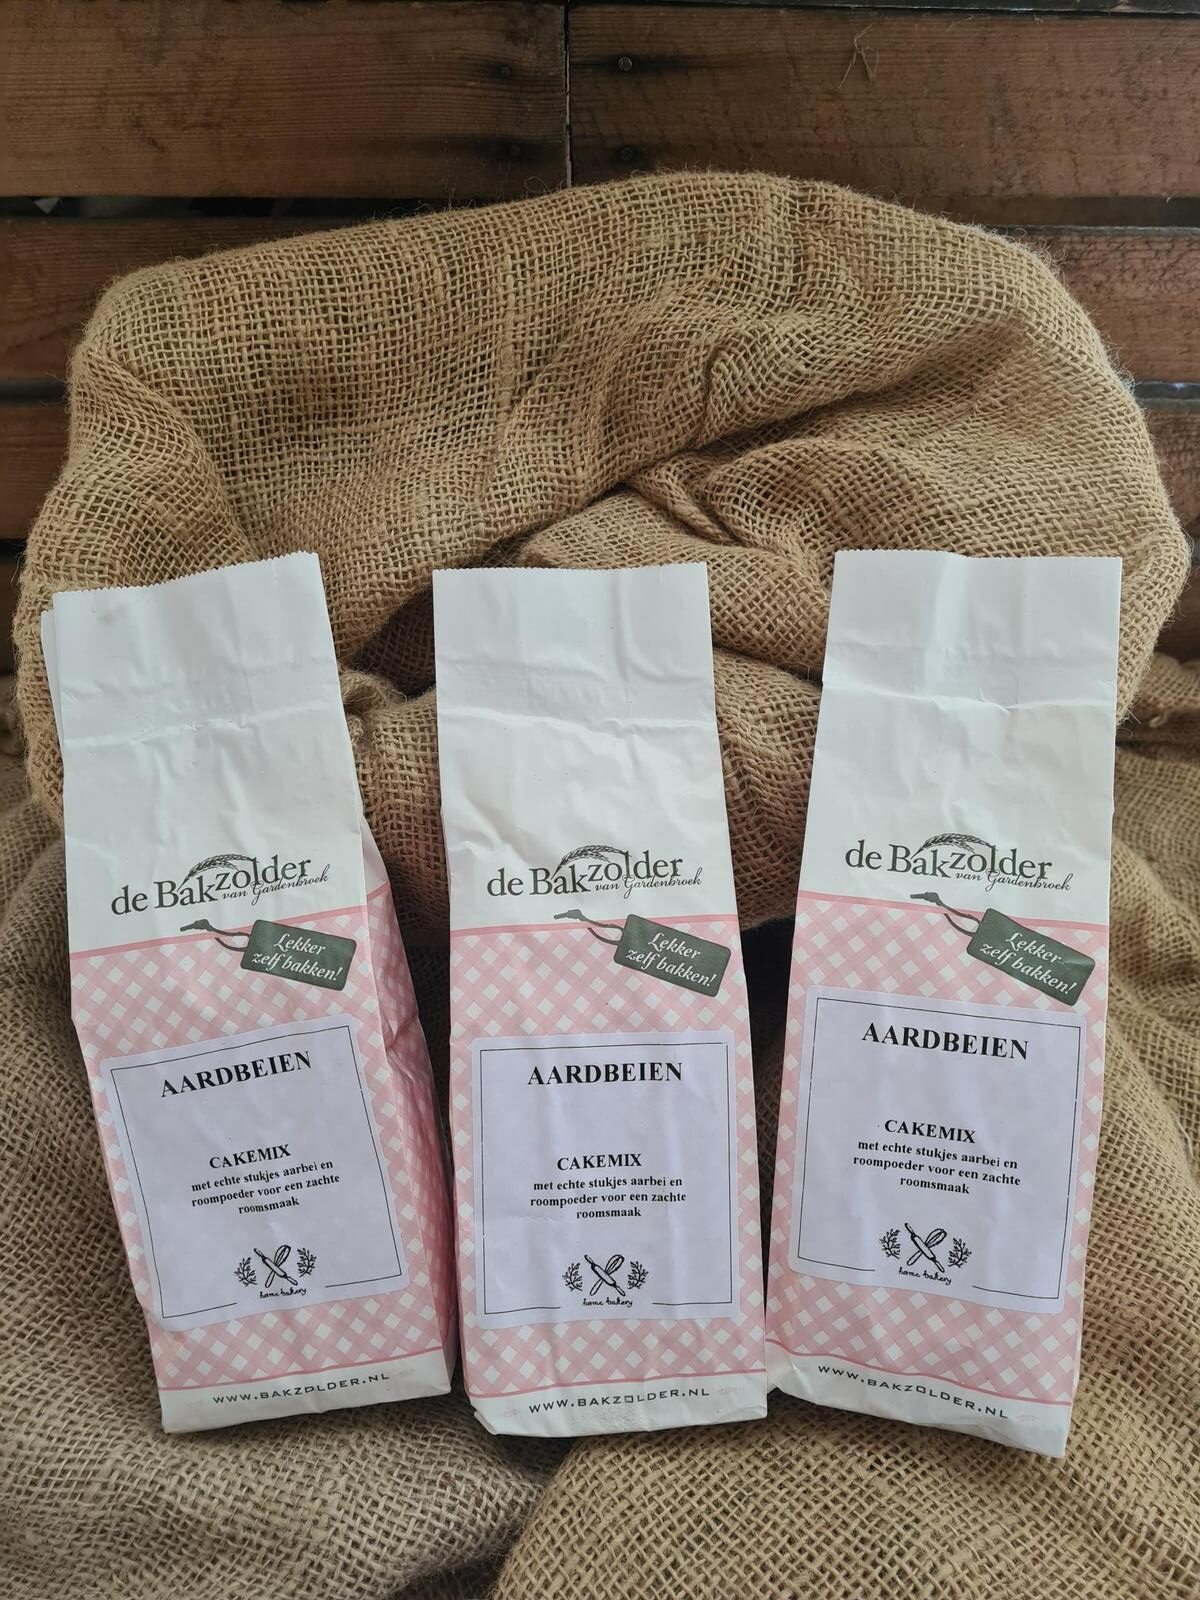 de Bakzolder
van Gardenbroek
Lekker
zelf bakken!
AARDBEIEN
CAKEMIX
met echte stukjes aarbei en
roompoeder voor een zachte
roomsmaak
home bakery
WWW.BAKZOLDER.NL
de Bakzolder
van Gardenbroek
Lekker
zelf bakken!
AARDBEIEN
CAKEMIX
met echte stukjes aarbei en
roompoeder voor een zachte
roomsmaak
home bakery
WWW.BAKZOLDER.NL
de Bakzolder
van Gardenbroek
Lekker
zelf bakken!
AARDBEIEN
CAKEMIX
met echte stukjes aarbei en
roompoeder voor een zachte
roomsmaak
home bakery
WWW.BAKZOLDER.NL